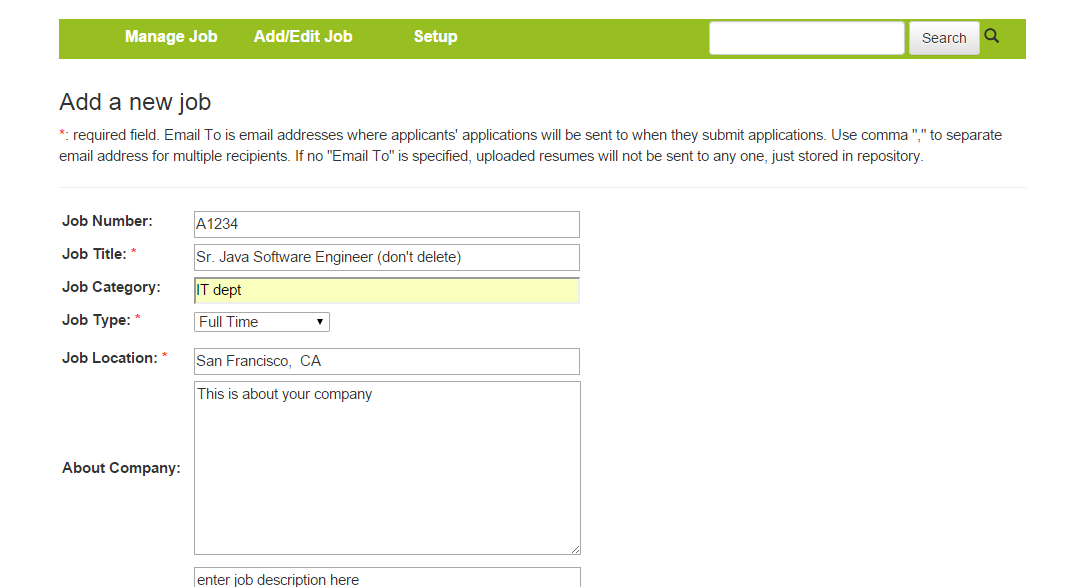 Manage Job Add/Edit Job Setup Search
Add a new job
*: required field. Email To is email addresses where applicants' applications will be sent to when they submit applications. Use comma "," to separate
email address for multiple recipients. If no "Email To" is specified, uploaded resumes will not be sent to any one, just stored in repository.
Job Number: A1234
Job Title: * Sr. Java Software Engineer (don't delete)
Job Category: IT dept
Job Type: * Full Time
Job Location: * San Francisco,  CA
This is about your company
About Company:
enter job description here